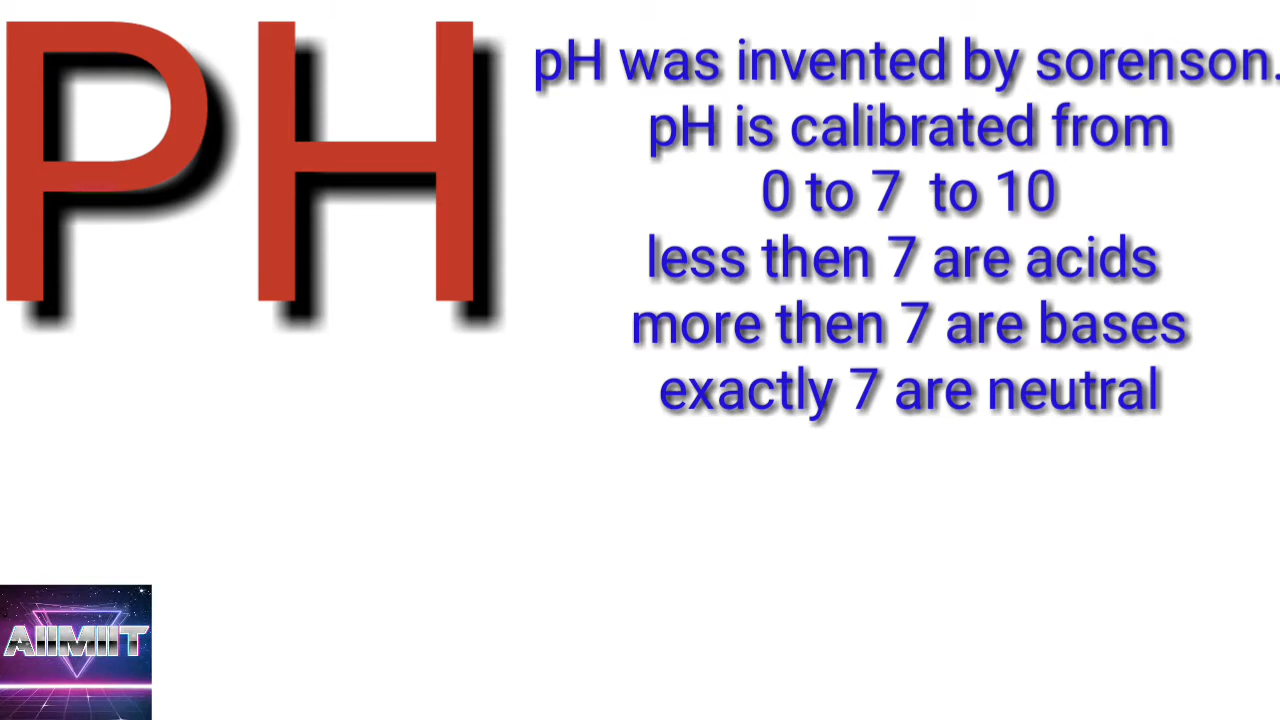 PH
pH was invented by sorenson.
pH is calibrated from
0 to 7 to 10
less then 7 are acids
more then 7 are bases
exactly 7 are neutral
AIIMIIT